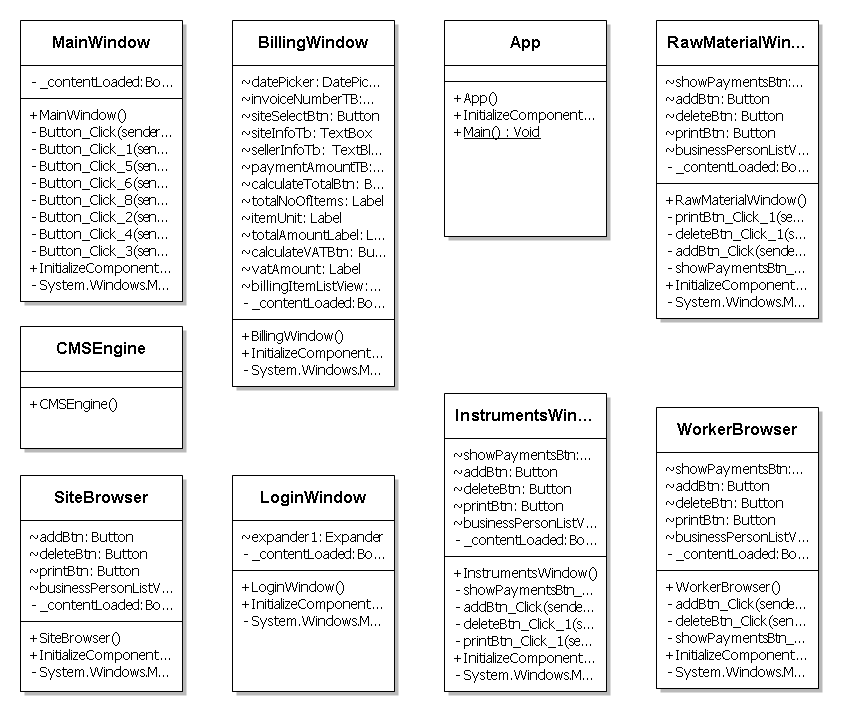 MainWindow
- _contentLoaded: Bo...
+ MainWindow()
- Button_Click(sender...
- Button_Click_1(sen...
- Button_Click_5(sen...
- Button_Click_6(sen...
- Button_Click_8(sen...
- Button_Click_2(sen...
- Button_Click_4(sen...
- Button_Click_3(sen...
+ InitializeComponent...
- System.Windows.M...
BillingWindow
~ datePicker: DatePic...
~ invoiceNumberTB:...
~ siteSelectBtn: Button
~ siteInfoTb: TextBox
~ sellerInfoTb: TextBl...
~ paymentAmountTB:...
~ calculateTotalBtn: B...
~ totalNoOfItems: Label
~ itemUnit: Label
~ totalAmountLabel: L...
~ calculateVATBtn: Bu...
~ vatAmount: Label
~ billingItemListView:...
- _contentLoaded: Bo...
+ BillingWindow()
+ InitializeComponent...
- System.Windows.M...
App
+ App()
+ InitializeComponent...
+ Main() : Void
RawMaterialWin...
~ showPaymentsBtn:...
~ addBtn: Button
~ deleteBtn: Button
~ printBtn: Button
~ businessPersonListV...
- _contentLoaded: Bo...
+ RawMaterialWindow()
- printBtn_Click_1(se...
- deleteBtn_Click_1(s...
- addBtn_Click(sende...
- showPaymentsBtn_...
+ InitializeComponent...
- System.Windows.M...
CMSEngine
+ CMSEngine()
SiteBrowser
~ addBtn: Button
~ deleteBtn: Button
~ printBtn: Button
~ businessPersonListV...
- _contentLoaded: Bo...
+ SiteBrowser()
+ InitializeComponent...
- System.Windows.M...
LoginWindow
~ expander1: Expander
- _contentLoaded: Bo...
+ LoginWindow()
+ InitializeComponent...
- System.Windows.M...
InstrumentsWin...
~ showPaymentsBtn:...
~ addBtn: Button
~ deleteBtn: Button
~ printBtn: Button
~ businessPersonListV...
- _contentLoaded: Bo...
+ InstrumentsWindow()
- showPaymentsBtn_...
- addBtn_Click(sende...
- deleteBtn_Click_1(s...
- printBtn_Click_1(se...
+ InitializeComponent...
- System.Windows.M...
WorkerBrowser
~ showPaymentsBtn:...
~ addBtn: Button
~ deleteBtn: Button
~ printBtn: Button
~ businessPersonListV...
- _contentLoaded: Bo...
+ WorkerBrowser()
- addBtn_Click(sende...
- deleteBtn_Click(sen...
- showPaymentsBtn_...
+ InitializeComponent...
- System.Windows.M...